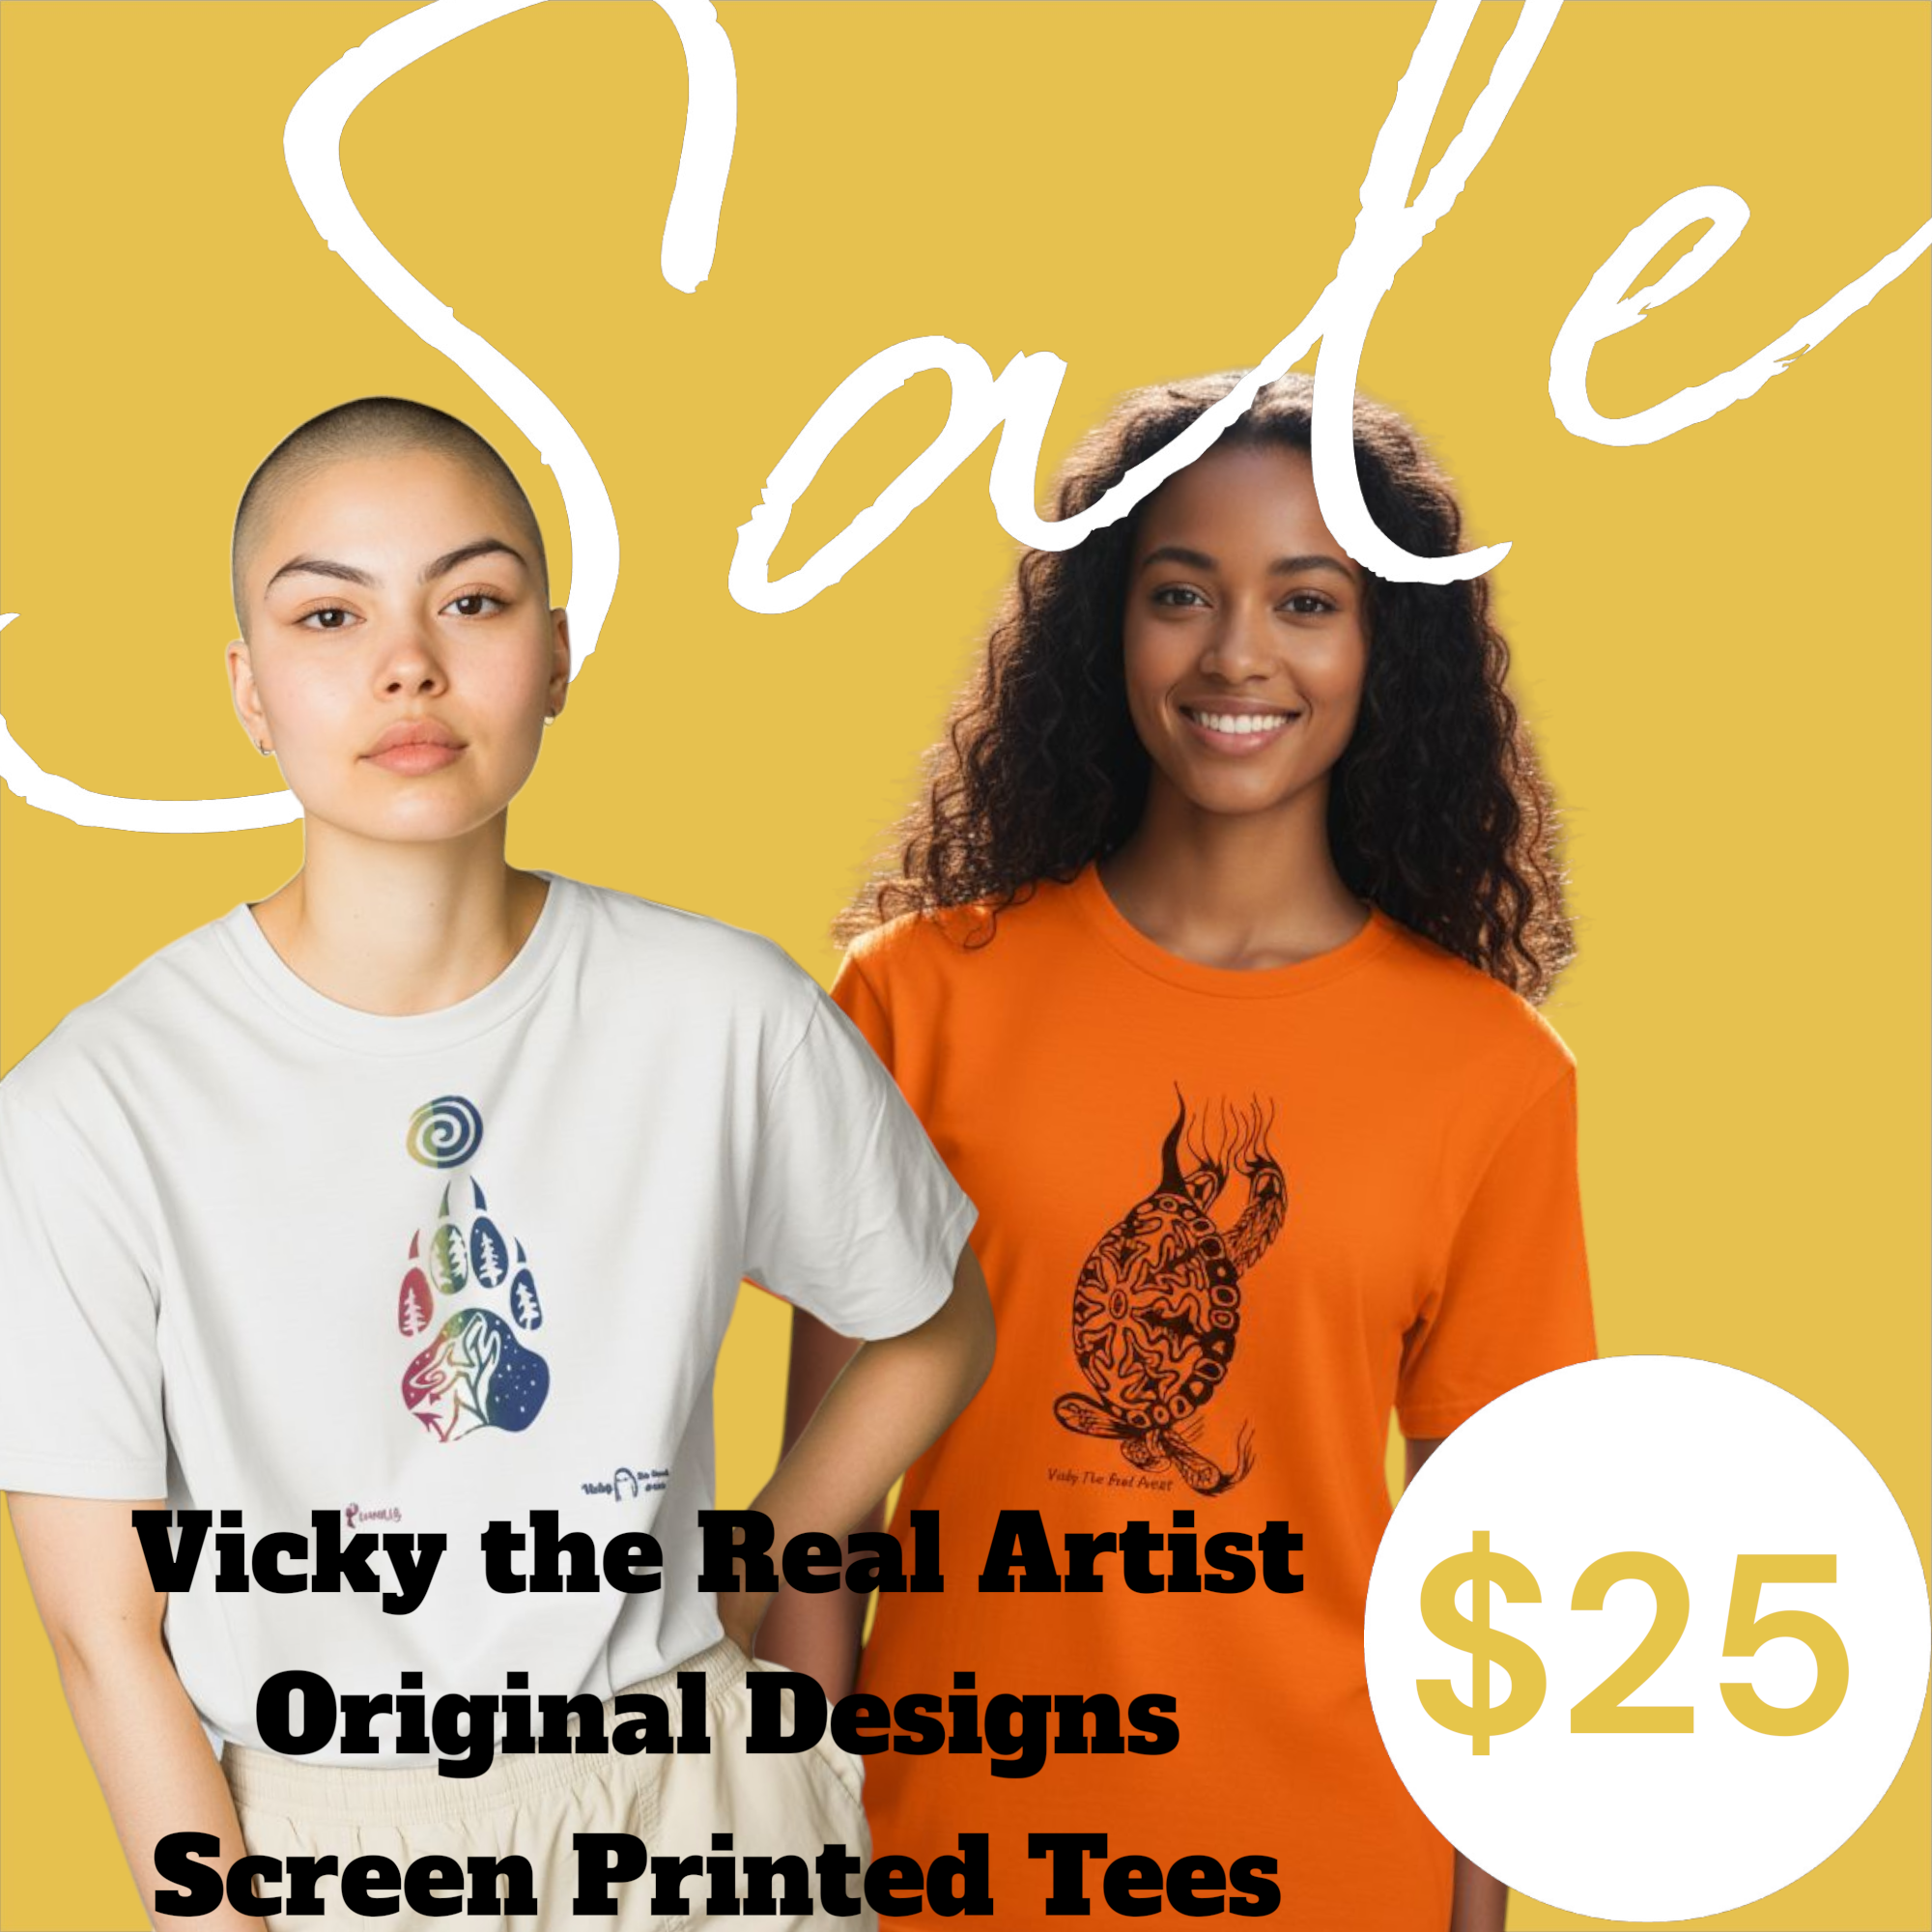 Sale
Vicky The Real Artist
Vicky the Real Artist
Original Designs
Screen Printed Tees
$25